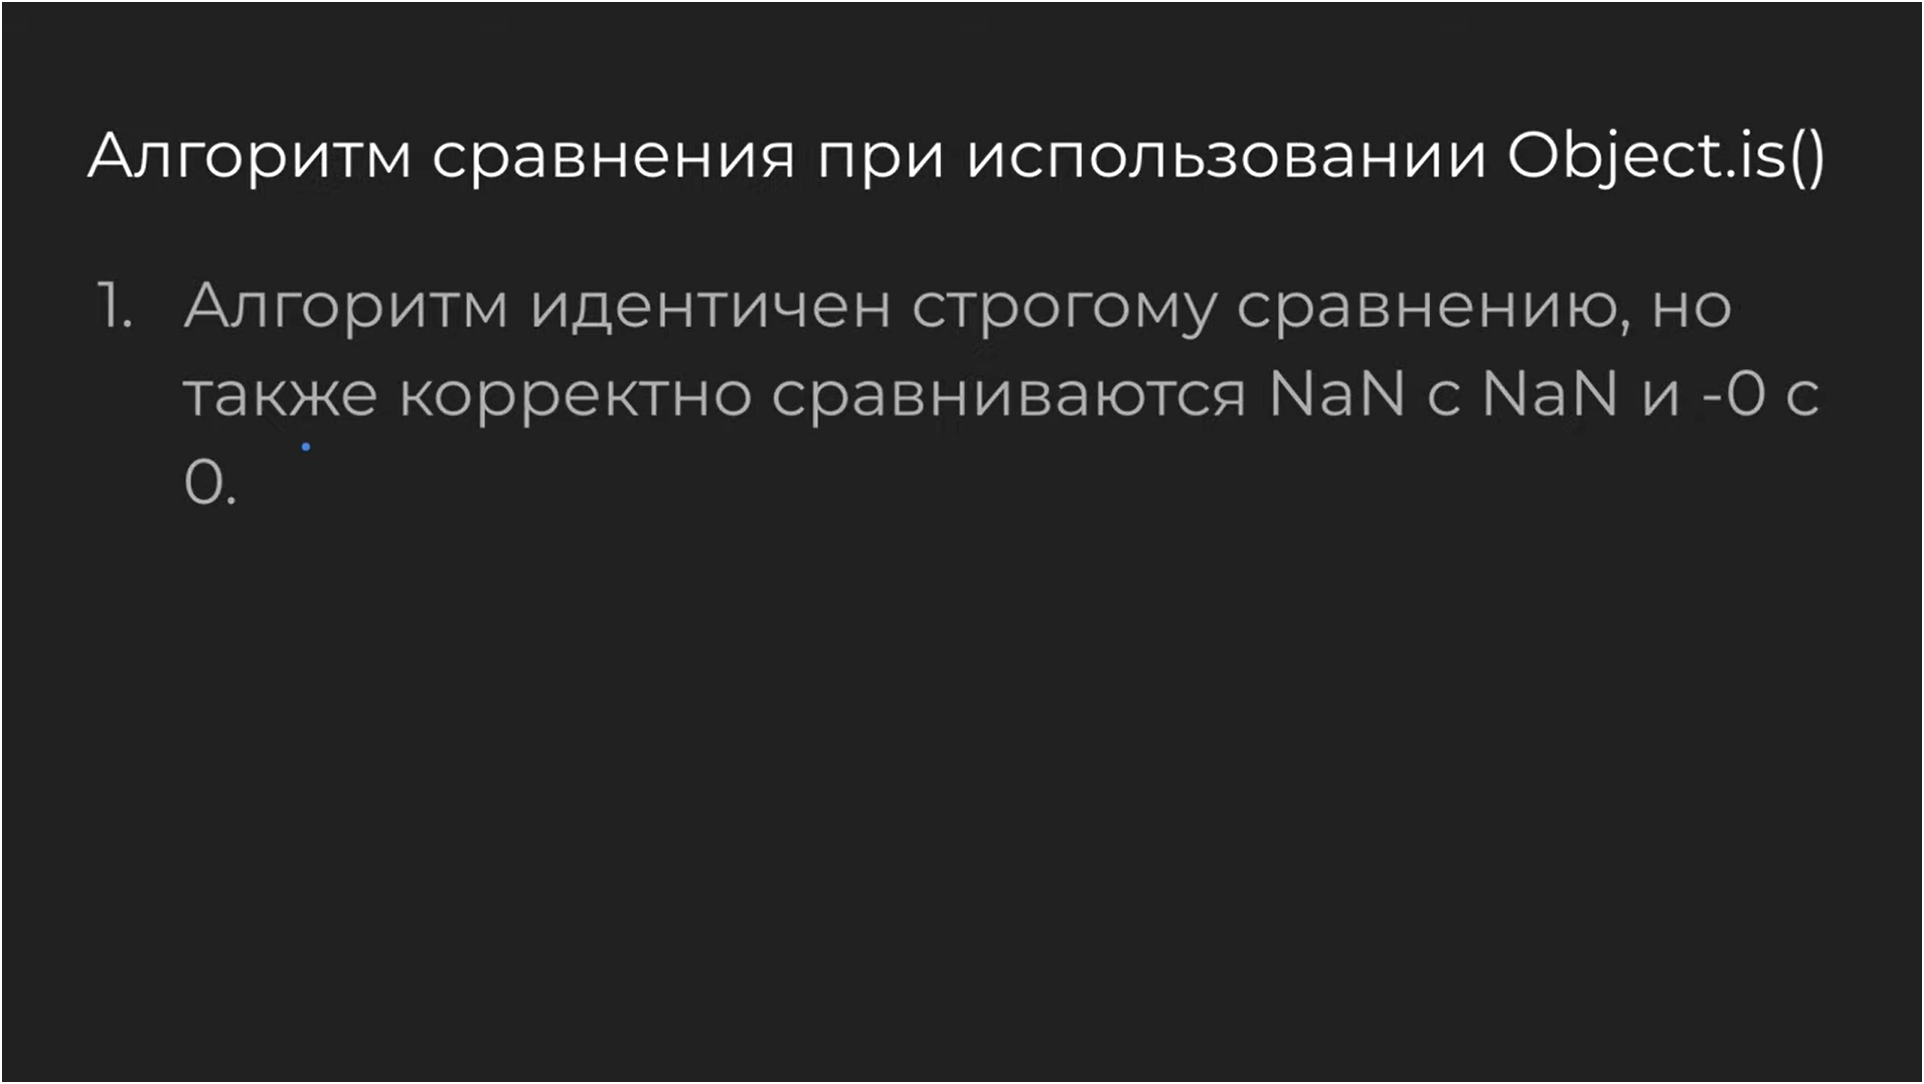 Алгоритм сравнения при использовании Object.is()
1. Алгоритм идентичен строгому сравнению, но
также корректно сравниваются NaN с NaN и -0 с
0.